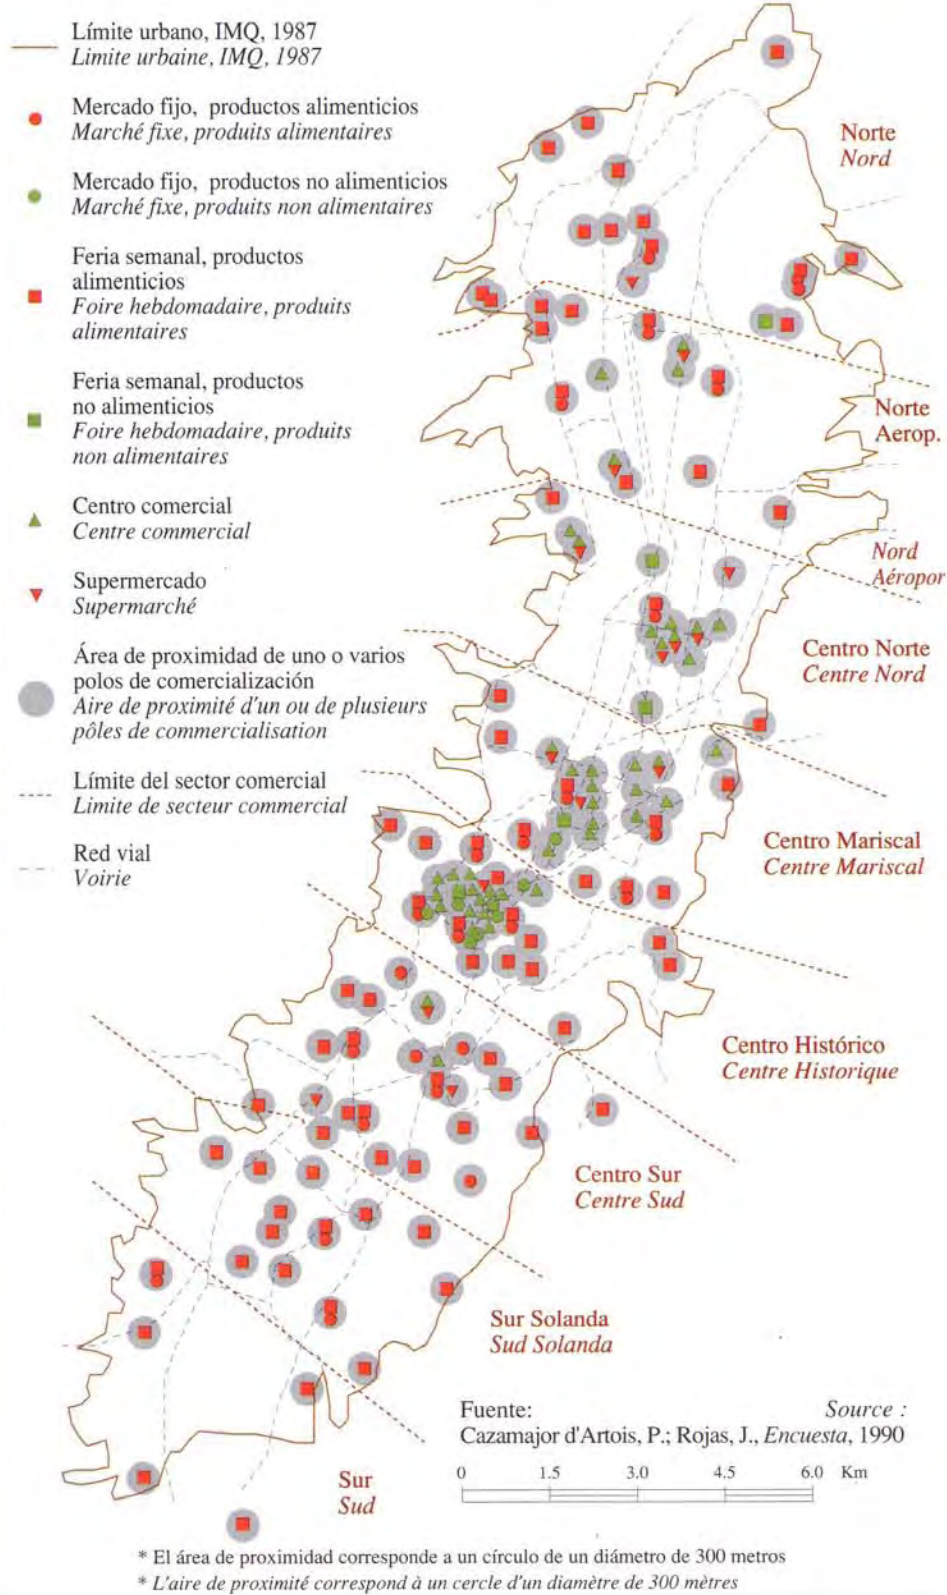 Límite urbano, IMQ, 1987
Limite urbaine, IMQ, 1987
Mercado fijo, productos alimenticios
Marché fixe, produits alimentaires
Mercado fijo, productos no alimenticios
Marché fixe, produits non alimentaires
Feria semanal, productos
alimenticios
Foire hebdomadaire, produits
alimentaires
Feria semanal, productos
no alimenticios
Foire hebdomadaire, produits
non alimentaires
Centro comercial
Centre commercial
Supermercado
Supermarché
Área de proximidad de uno o varios
polos de comercialización
Aire de proximité d'un ou de plusieurs
pôles de commercialisation
Límite del sector comercial
Limite de secteur commercial
Red vial
Voirie
Norte
Nord
Norte
Aerop.
Nord
Aéropor
Centro Norte
Centre Nord
Centro Mariscal
Centre Mariscal
Centro Histórico
Centre Historique
Centro Sur
Centre Sud
Sur Solanda
Sud Solanda
Sur
Sud
Fuente: Source :
Cazamajor d'Artois, P.; Rojas, J., Encuesta, 1990
0 1.5 3.0 4.5 6.0 Km
* El área de proximidad corresponde a un círculo de un diámetro de 300 metros
* L'aire de proximité correspond à un cercle d'un diamètre de 300 mètres